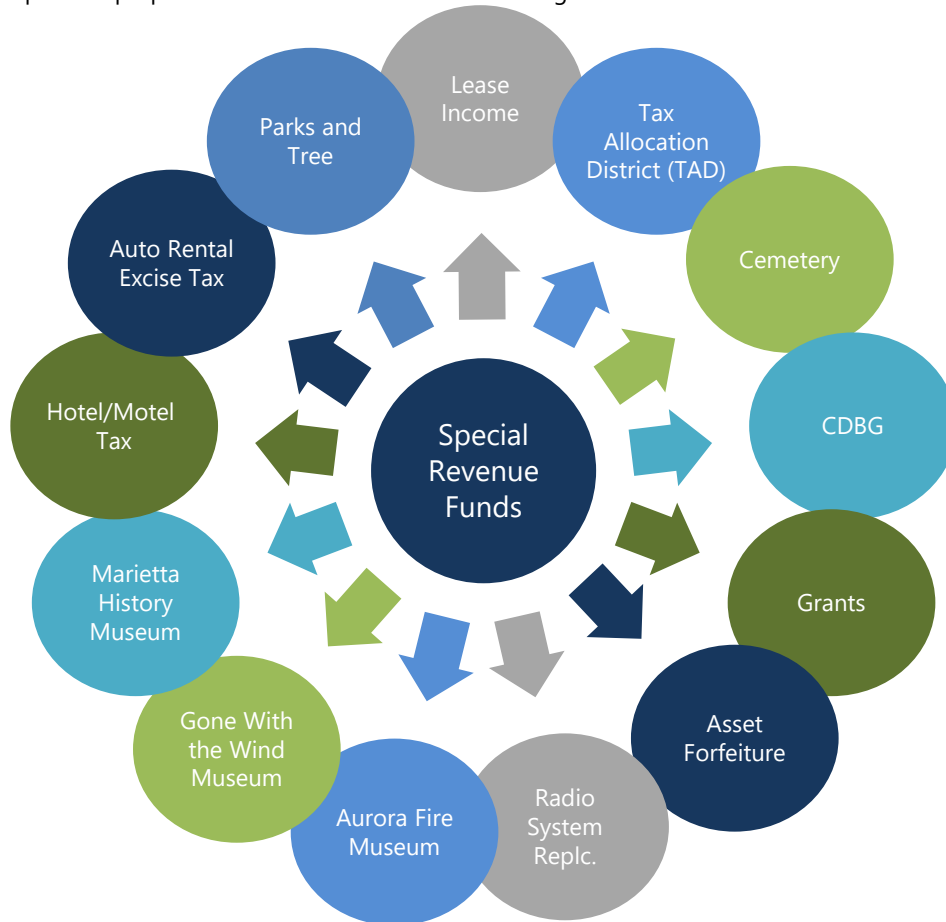 Lease
Income
Tax
Allocation
District (TAD)
Cemetery
CDBG
Grants
Asset
Forfeiture
Radio
System
Replc.
Aurora Fire
Museum
Gone With
the Wind
Museum
Marietta
History
Museum
Hotel/Motel
Tax
Auto Rental
Excise Tax
Parks and
Tree
Special
Revenue
Funds